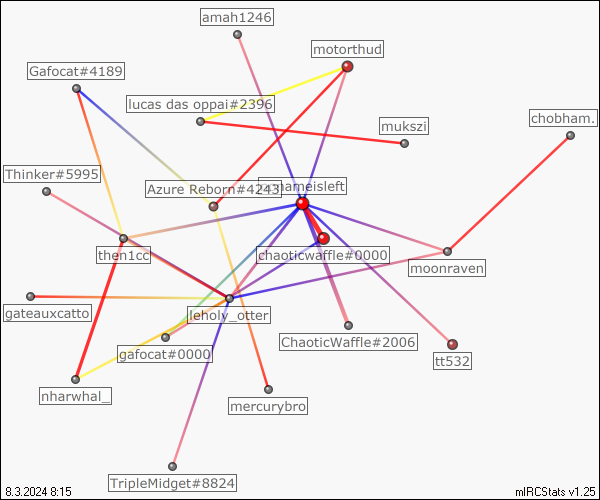 amah1246
motorthud
Gafocat#4189
lucas das oppai#2396
chobham.
mukszi
Thinker#5995
Azure Reborn#4243
nameisleft
then1cc
chaoticwaffle#0000
moonraven
gateauxcatto
leholy_otter
ChaoticWaffle#2006
gafocat#0000
tt532
nharwhal_
mercurybro
TripleMidget#8824
8.3.2024 8:15
mIRCStats v1.25